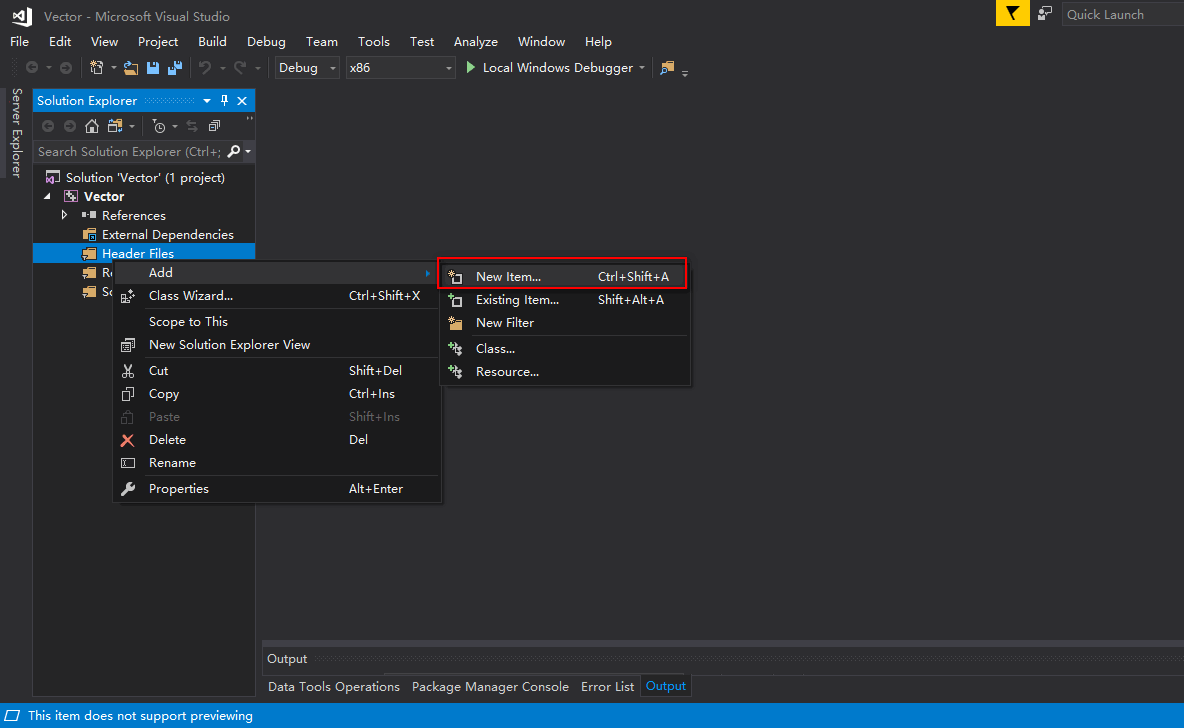 Vector - Microsoft Visual Studio
Quick Launch
File Edit View Project Build Debug Team Tools Test Analyze Window Help
Debug x86 Local Windows Debugger
Server Explorer
Solution Explorer
Search Solution Explorer (Ctrl+;
Solution 'Vector' (1 project)
Vector
References
External Dependencies
Header Files
Add
Class Wizard... Ctrl+Shift+X
Scope to This
New Solution Explorer View
Cut Shift+Del
Copy Ctrl+Ins
Paste Shift+Ins
Delete Del
Rename
Properties Alt+Enter
New Item... Ctrl+Shift+A
Existing Item... Shift+Alt+A
New Filter
Class...
Resource...
Output
Data Tools Operations Package Manager Console Error List Output
This item does not support previewing